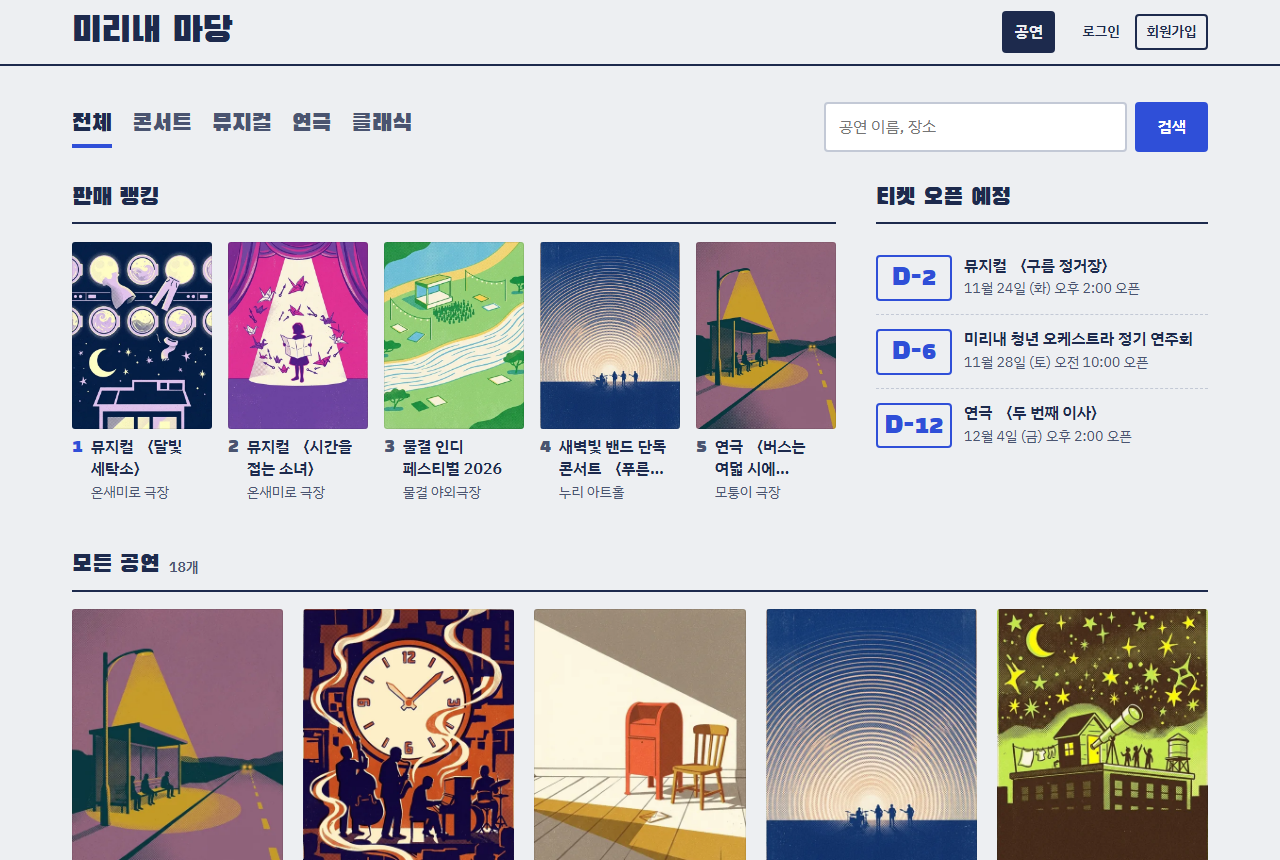 미리내 마당
공연
로그인
회원가입
전체
콘서트
뮤지컬
연극
클래식
공연 이름, 장소
검색
판매 랭킹
1 뮤지컬 〈달빛
세탁소〉
온새미로 극장
2 뮤지컬 〈시간을
접는 소녀〉
온새미로 극장
3 물결 인디
페스티벌 2026
물결 야외극장
4 새벽빛 밴드 단독
콘서트 〈푸른...
누리 아트홀
5 연극 〈버스는
여덟 시에...
모퉁이 극장
티켓 오픈 예정
D-2
뮤지컬 〈구름 정거장〉
11월 24일 (화) 오후 2:00 오픈
D-6
미리내 청년 오케스트라 정기 연주회
11월 28일 (토) 오전 10:00 오픈
D-12
연극 〈두 번째 이사〉
12월 4일 (금) 오후 2:00 오픈
모든 공연 18개
12
3
6
9